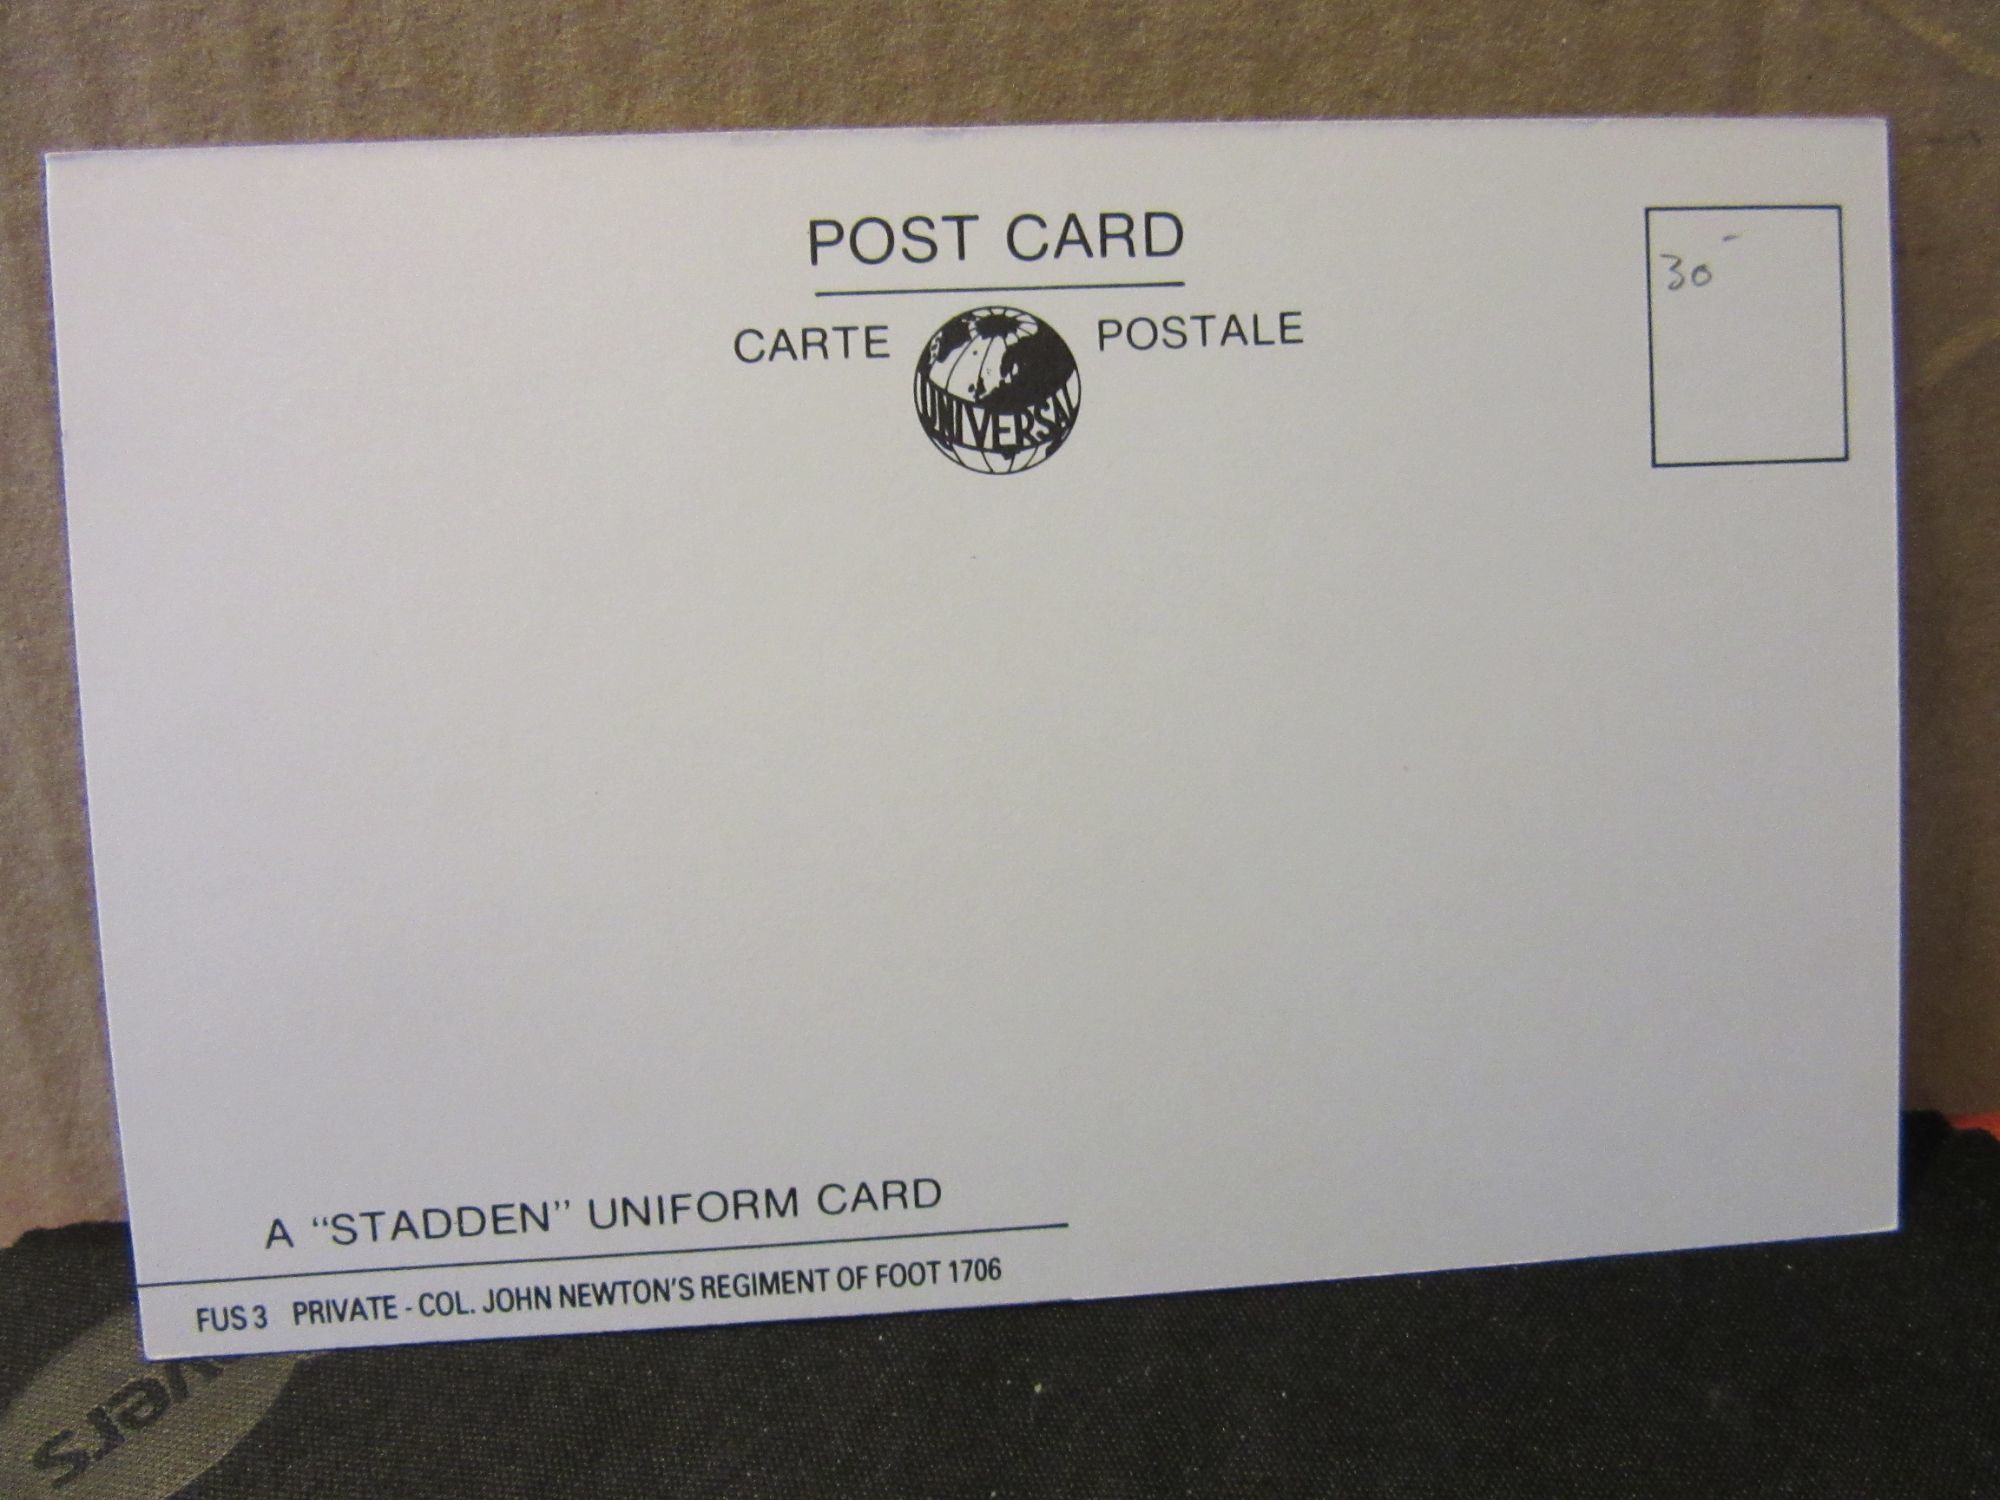 POST CARD
30 -
CARTE POSTALE
UNIVERSAL
A “STADDEN” UNIFORM CARD
FUS 3 PRIVATE - COL. JOHN NEWTON'S REGIMENT OF FOOT 1706